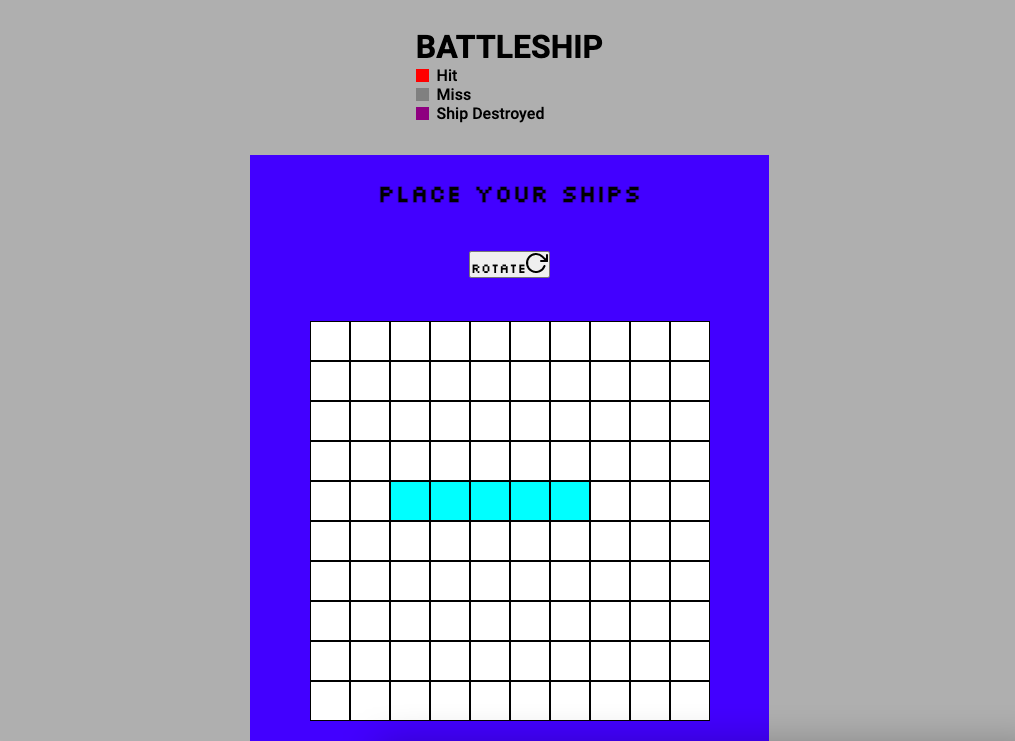 BATTLESHIP
Hit
Miss
Ship Destroyed
PLACE YOUR SHIPS
ROTATE